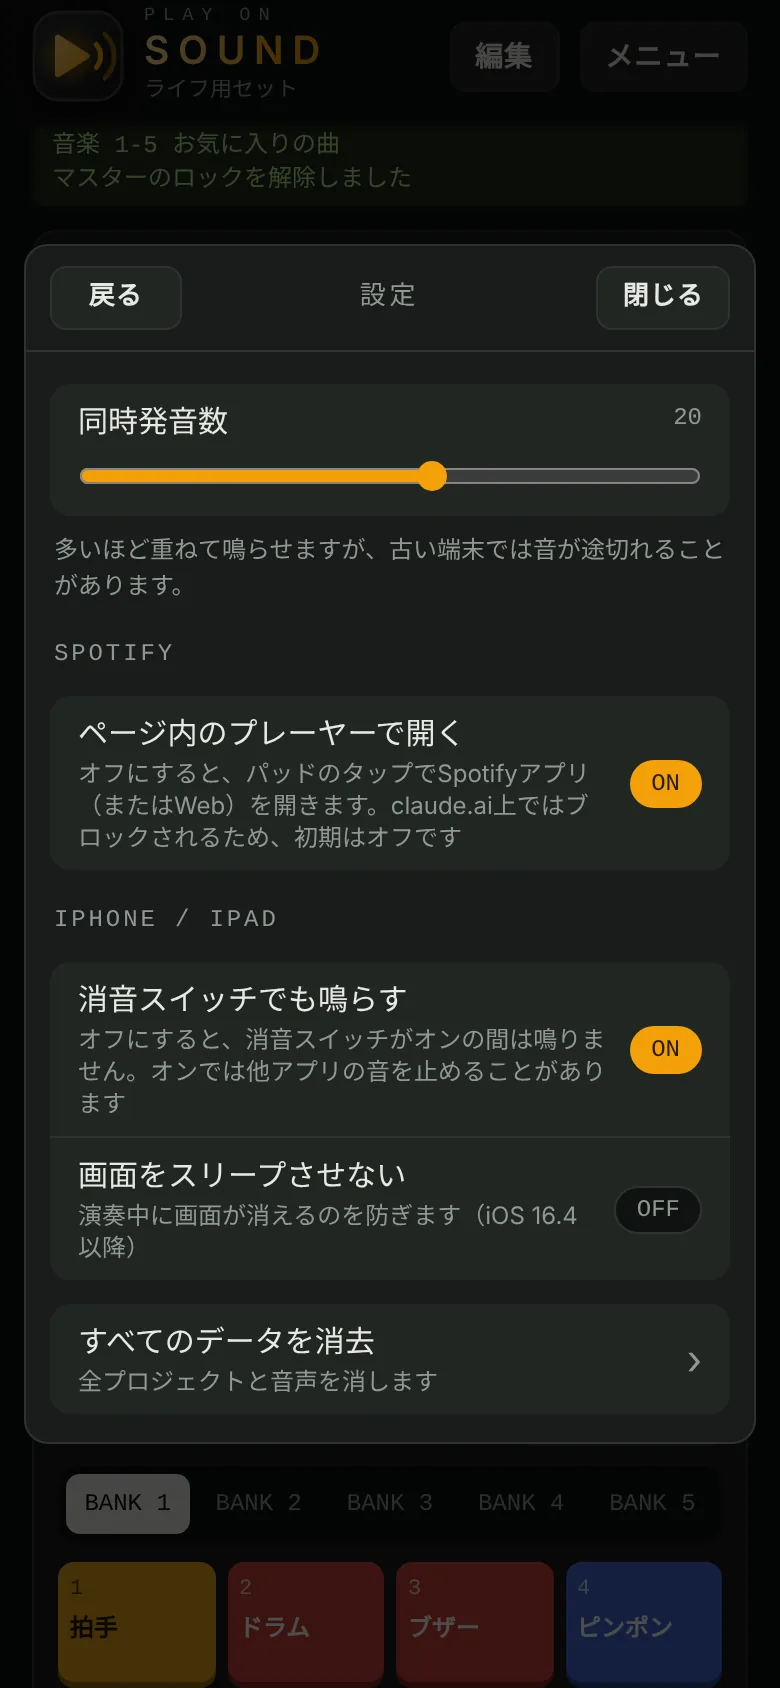 PLAY ON
SOUND
ライフ用セット
編集
メニュー
音楽 1-5 お気に入りの曲
マスターのロックを解除しました
戻る
設定
閉じる
同時発音数
20
多いほど重ねて鳴らせますが、古い端末では音が途切れること
があります。
SPOTIFY
ページ内のプレーヤーで開く
オフにすると、パッドのタップでSpotifyアプリ
（またはWeb）を開きます。claude.ai上ではブ
ロックされるため、初期はオフです
ON
IPHONE / IPAD
消音スイッチでも鳴らす
オフにすると、消音スイッチがオンの間は鳴りま
せん。オンでは他アプリの音を止めることがあり
ます
ON
画面をスリープさせない
演奏中に画面が消えるのを防ぎます（iOS 16.4
以降）
OFF
すべてのデータを消去
全プロジェクトと音声を消します
›
BANK 1
BANK 2
BANK 3
BANK 4
BANK 5
1
拍手
2
ドラム
3
ブザー
4
ピンポン